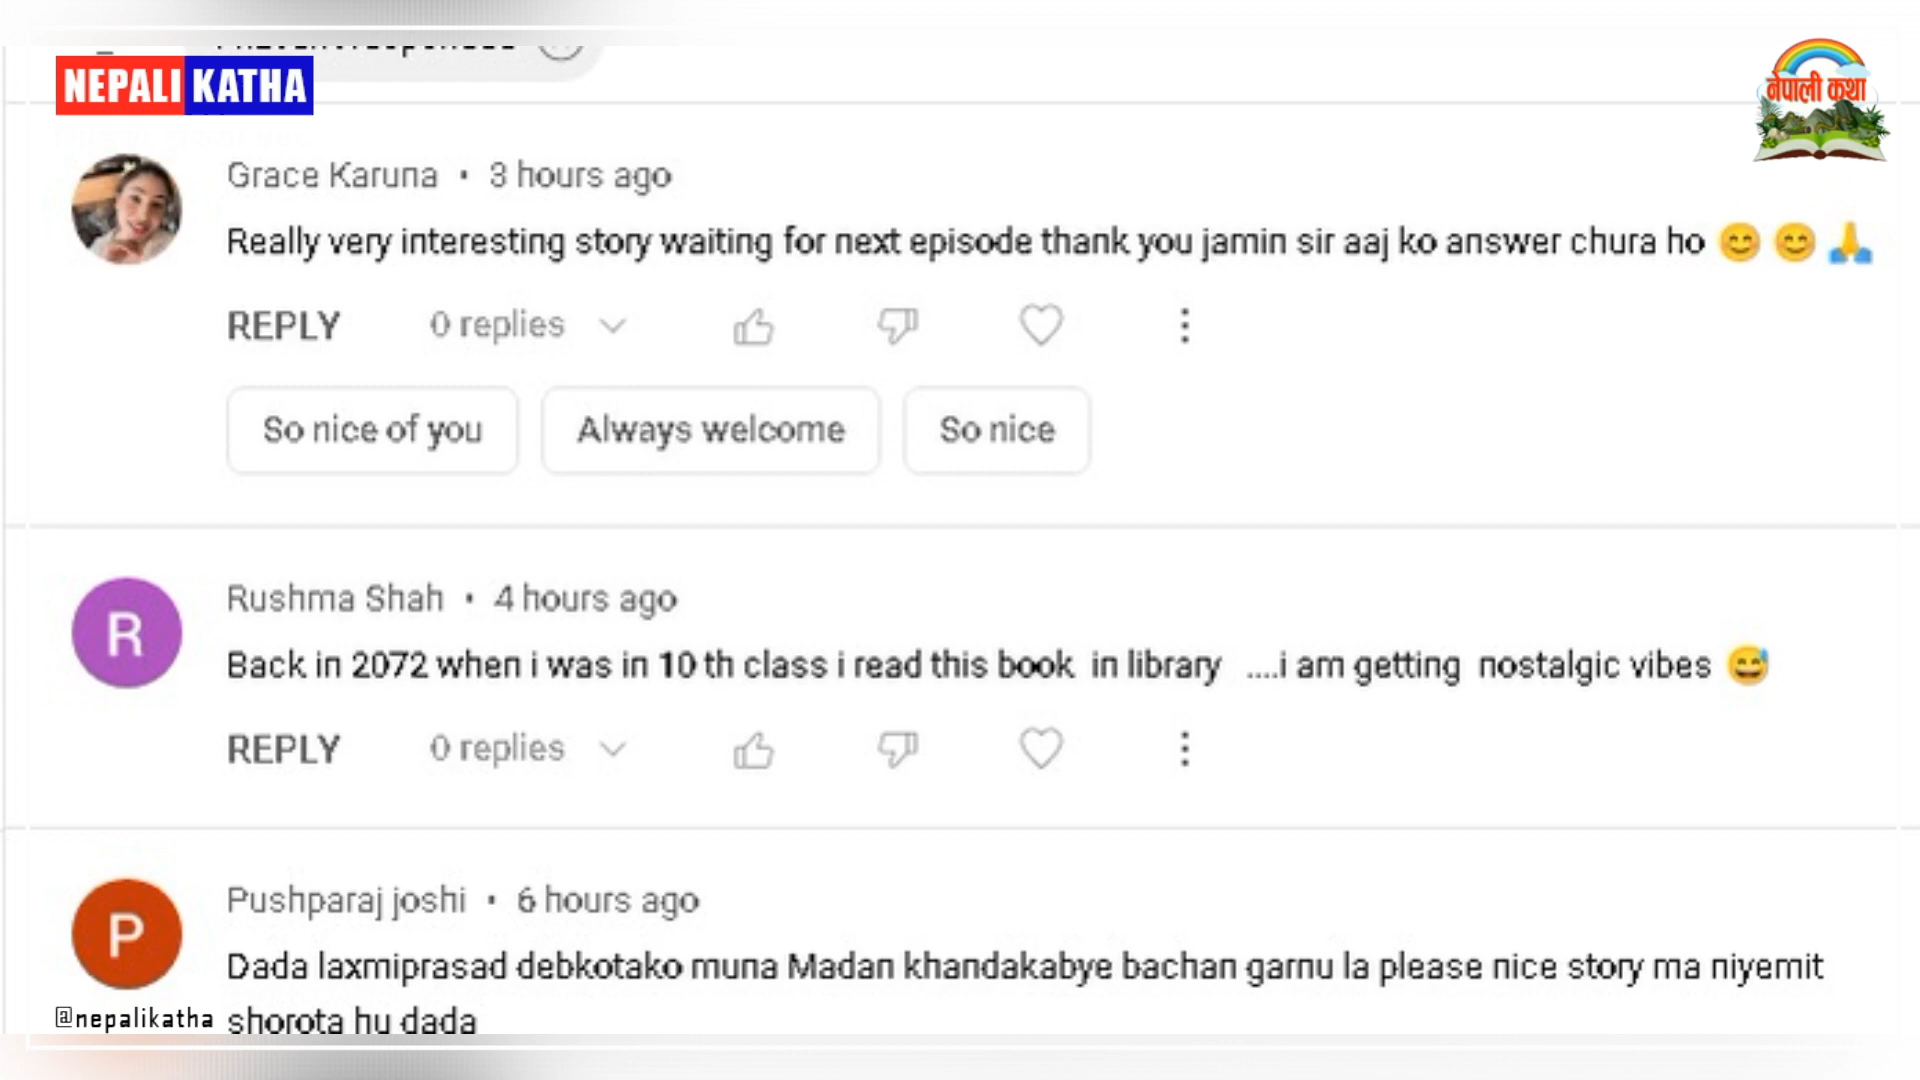 NEPALI KATHA
नेपाली कथा
Grace Karuna • 3 hours ago
Really very interesting story waiting for next episode thank you jamin sir aaj ko answer chura ho 😊 😊 🙏
REPLY 0 replies
So nice of you Always welcome So nice
R
Rushma Shah • 4 hours ago
Back in 2072 when i was in 10 th class i read this book in library ....i am getting nostalgic vibes 😅
REPLY 0 replies
P
Pushparaj joshi • 6 hours ago
Dada laxmiprasad debkotako muna Madan khandakabye bachan garnu la please nice story ma niyemit
shorota hu dada
@nepalikatha